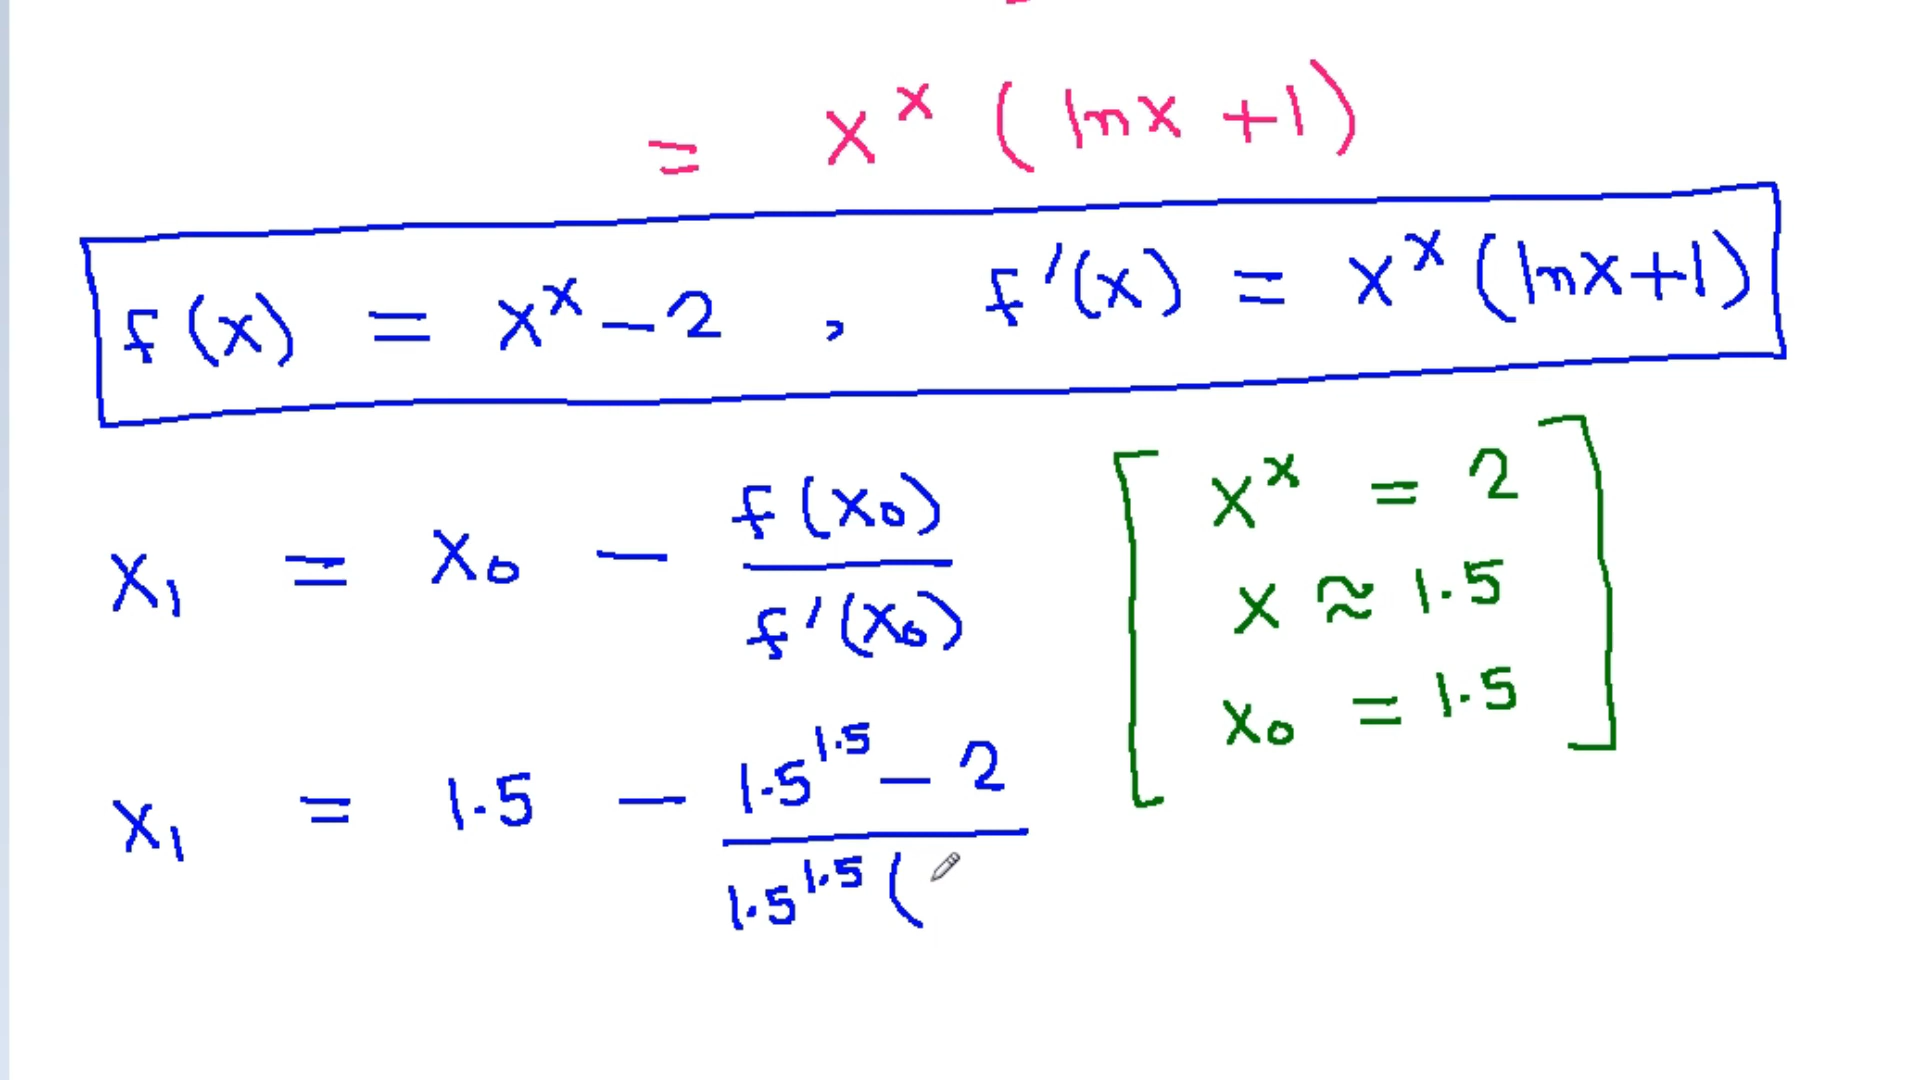 = x^x (ln x + 1)
f(x) = x^x - 2 , f'(x) = x^x (ln x + 1)
x₁ = x₀ - f(x₀) / f'(x₀)
[ x^x = 2
x ≈ 1.5
x₀ = 1.5 ]
x₁ = 1.5 - 1.5^1.5 - 2 / 1.5^1.5 (